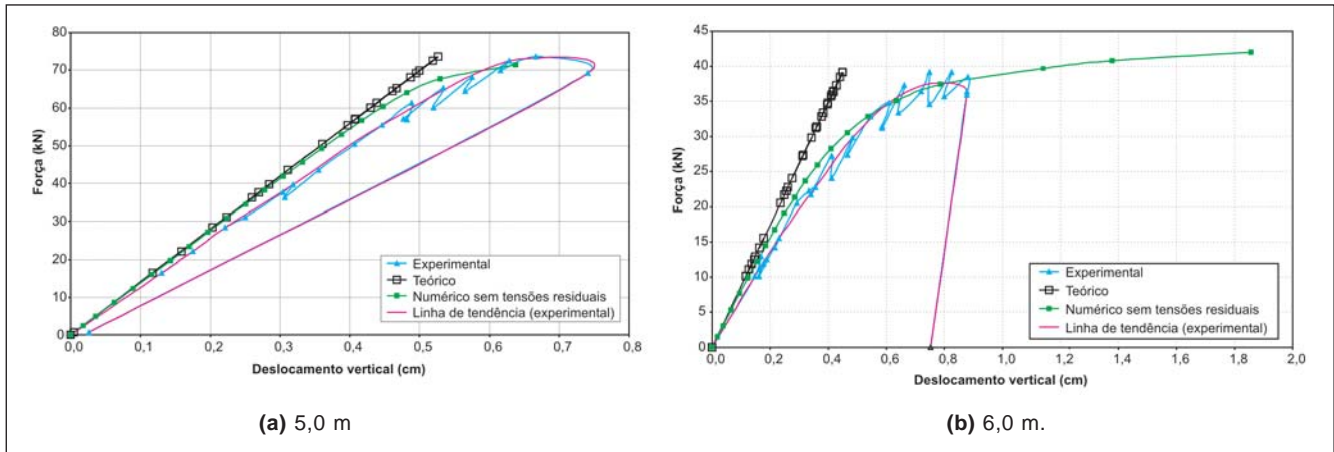 Força (kN)
80
70
60
50
40
30
20
10
0
0,0 0,1 0,2 0,3 0,4 0,5 0,6 0,7 0,8
Deslocamento vertical (cm)
Experimental
Teórico
Numérico sem tensões residuais
Linha de tendência (experimental)
(a) 5,0 m
Força (kN)
45
40
35
30
25
20
15
10
5
0
0,0 0,2 0,4 0,6 0,8 1,0 1,2 1,4 1,6 1,8 2,0
Deslocamento vertical (cm)
Experimental
Teórico
Numérico sem tensões residuais
Linha de tendência (experimental)
(b) 6,0 m.